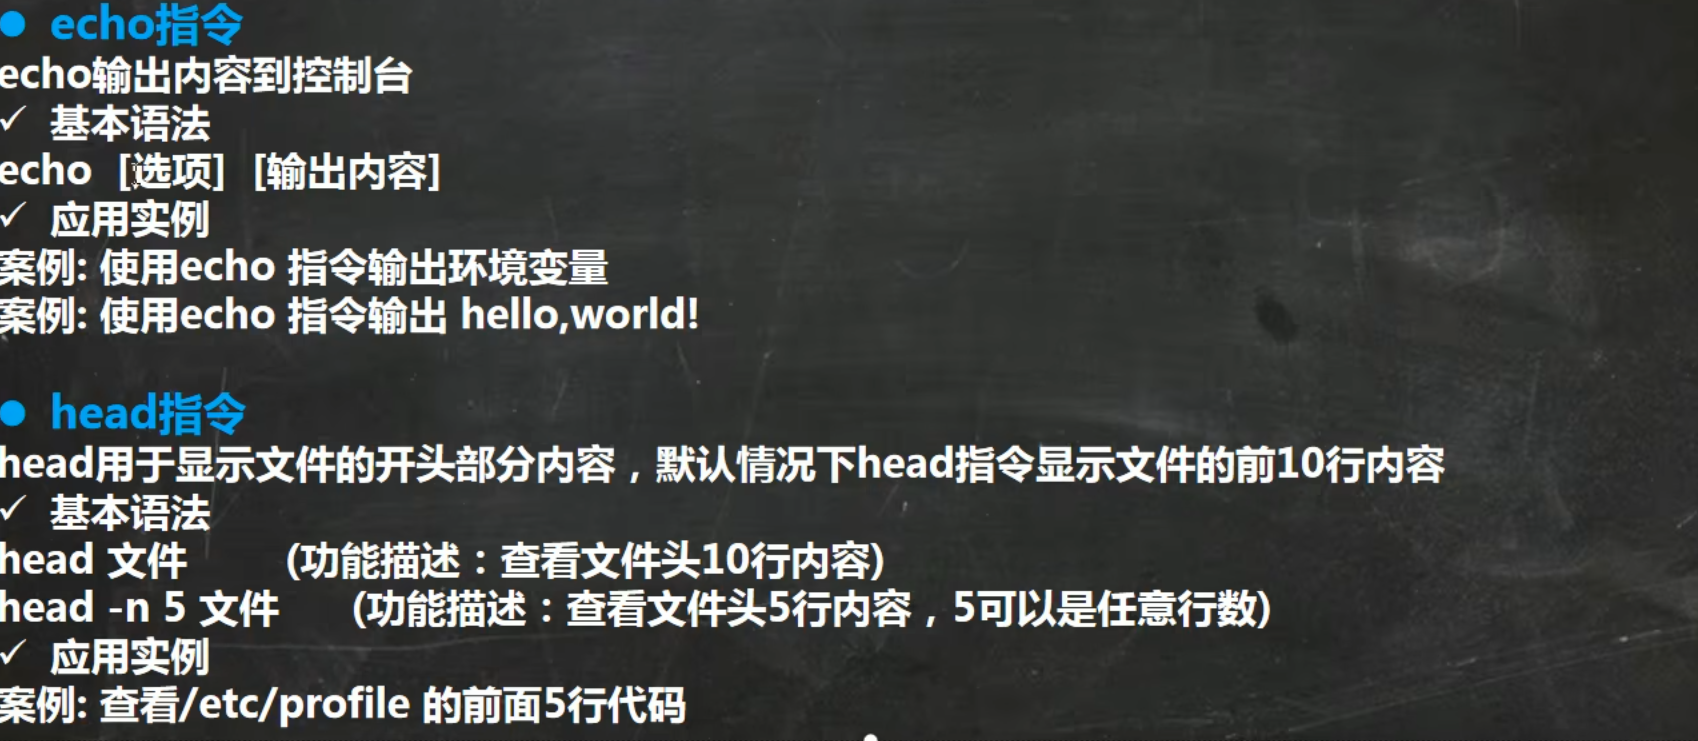 ● echo指令
echo输出内容到控制台
✓ 基本语法
echo [选项] [输出内容]
✓ 应用实例
案例: 使用echo 指令输出环境变量
案例: 使用echo 指令输出 hello,world!
● head指令
head用于显示文件的开头部分内容，默认情况下head指令显示文件的前10行内容
✓ 基本语法
head 文件 (功能描述：查看文件头10行内容)
head -n 5 文件 (功能描述：查看文件头5行内容，5可以是任意行数)
✓ 应用实例
案例: 查看/etc/profile 的前面5行代码